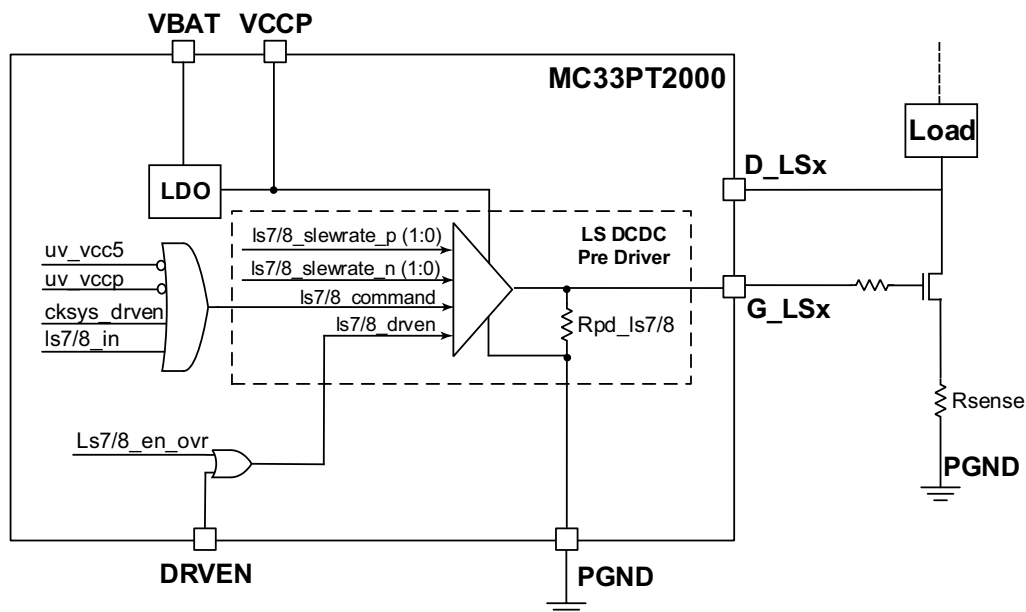 VBAT VCCP
MC33PT2000
Load
D_LSx
LDO
LS DCDC
Pre Driver
ls7/8_slewrate_p (1:0)
uv_vcc5
ls7/8_slewrate_n (1:0)
uv_vccp
ls7/8_command
G_LSx
cksys_drven
ls7/8_drven
Rpd_ls7/8
ls7/8_in
Rsense
Ls7/8_en_ovr
PGND
DRVEN
PGND